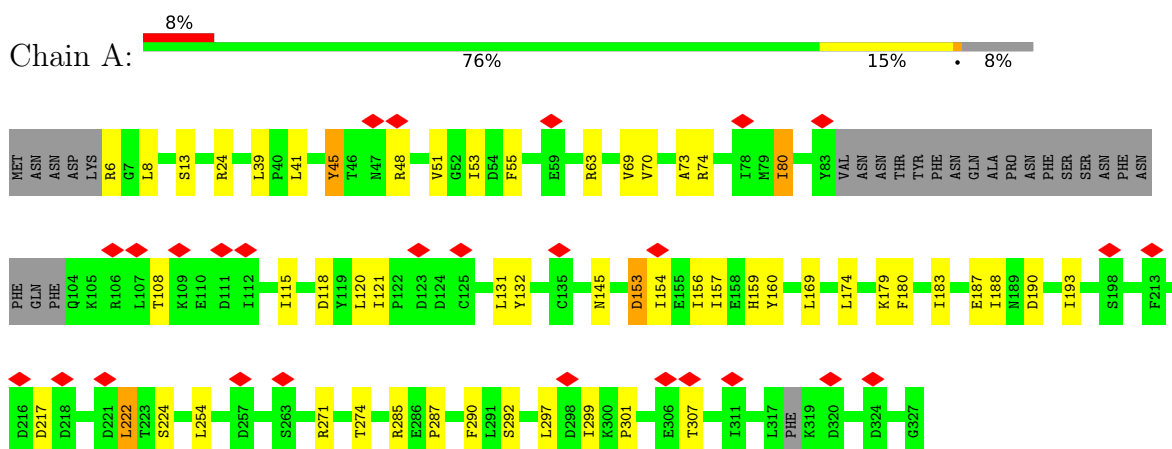 8%
Chain A:
76% 15% • 8%
MET ASN ASN ASP LYS R6 G7 L8 S13 R24 L39 P40 L41 Y45 T46 N47 R48 V51 G52 I53 D54 F55 E59 R63 V69 V70 A73 R74 I78 M79 I80 Y83 VAL ASN ASN THR TYR PHE ASN GLN ALA PRO ASN PHE SER SER ASN PHE ASN
PHE GLN PHE Q104 K105 R106 L107 T108 K109 E110 D111 I112 I115 D118 Y119 L120 I121 P122 D123 D124 C125 L131 Y132 C135 N145 D153 I154 E155 I156 I157 E158 H159 Y160 L169 L174 K179 F180 I183 E187 I188 N189 D190 I193 S198 F213
D216 D217 D218 D221 L222 T223 S224 L254 D257 S263 R271 T274 R285 E286 P287 F290 L291 S292 L297 D298 I299 K300 P301 E306 T307 I311 L317 PHE K319 D320 D324 G327